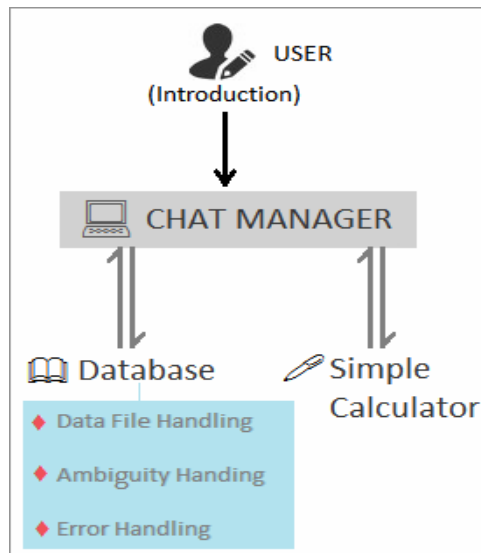 USER
(Introduction)
CHAT MANAGER
Database
Data File Handling
Ambiguity Handing
Error Handling
Simple
Calculator